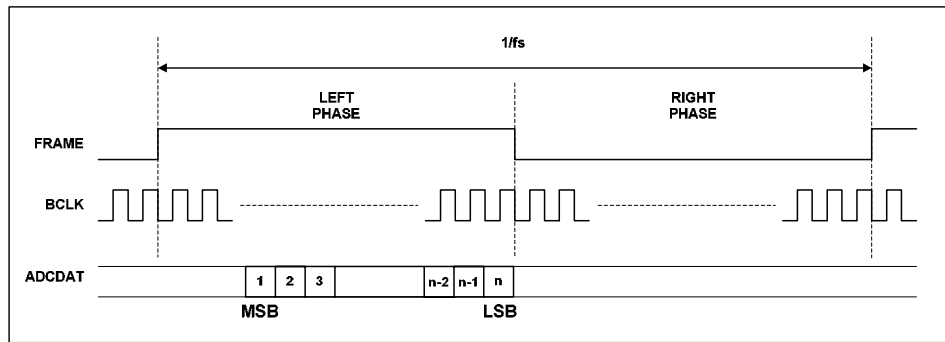 1/fs
LEFT
PHASE
RIGHT
PHASE
FRAME
BCLK
ADCDAT
1 2 3 n-2 n-1 n
MSB LSB